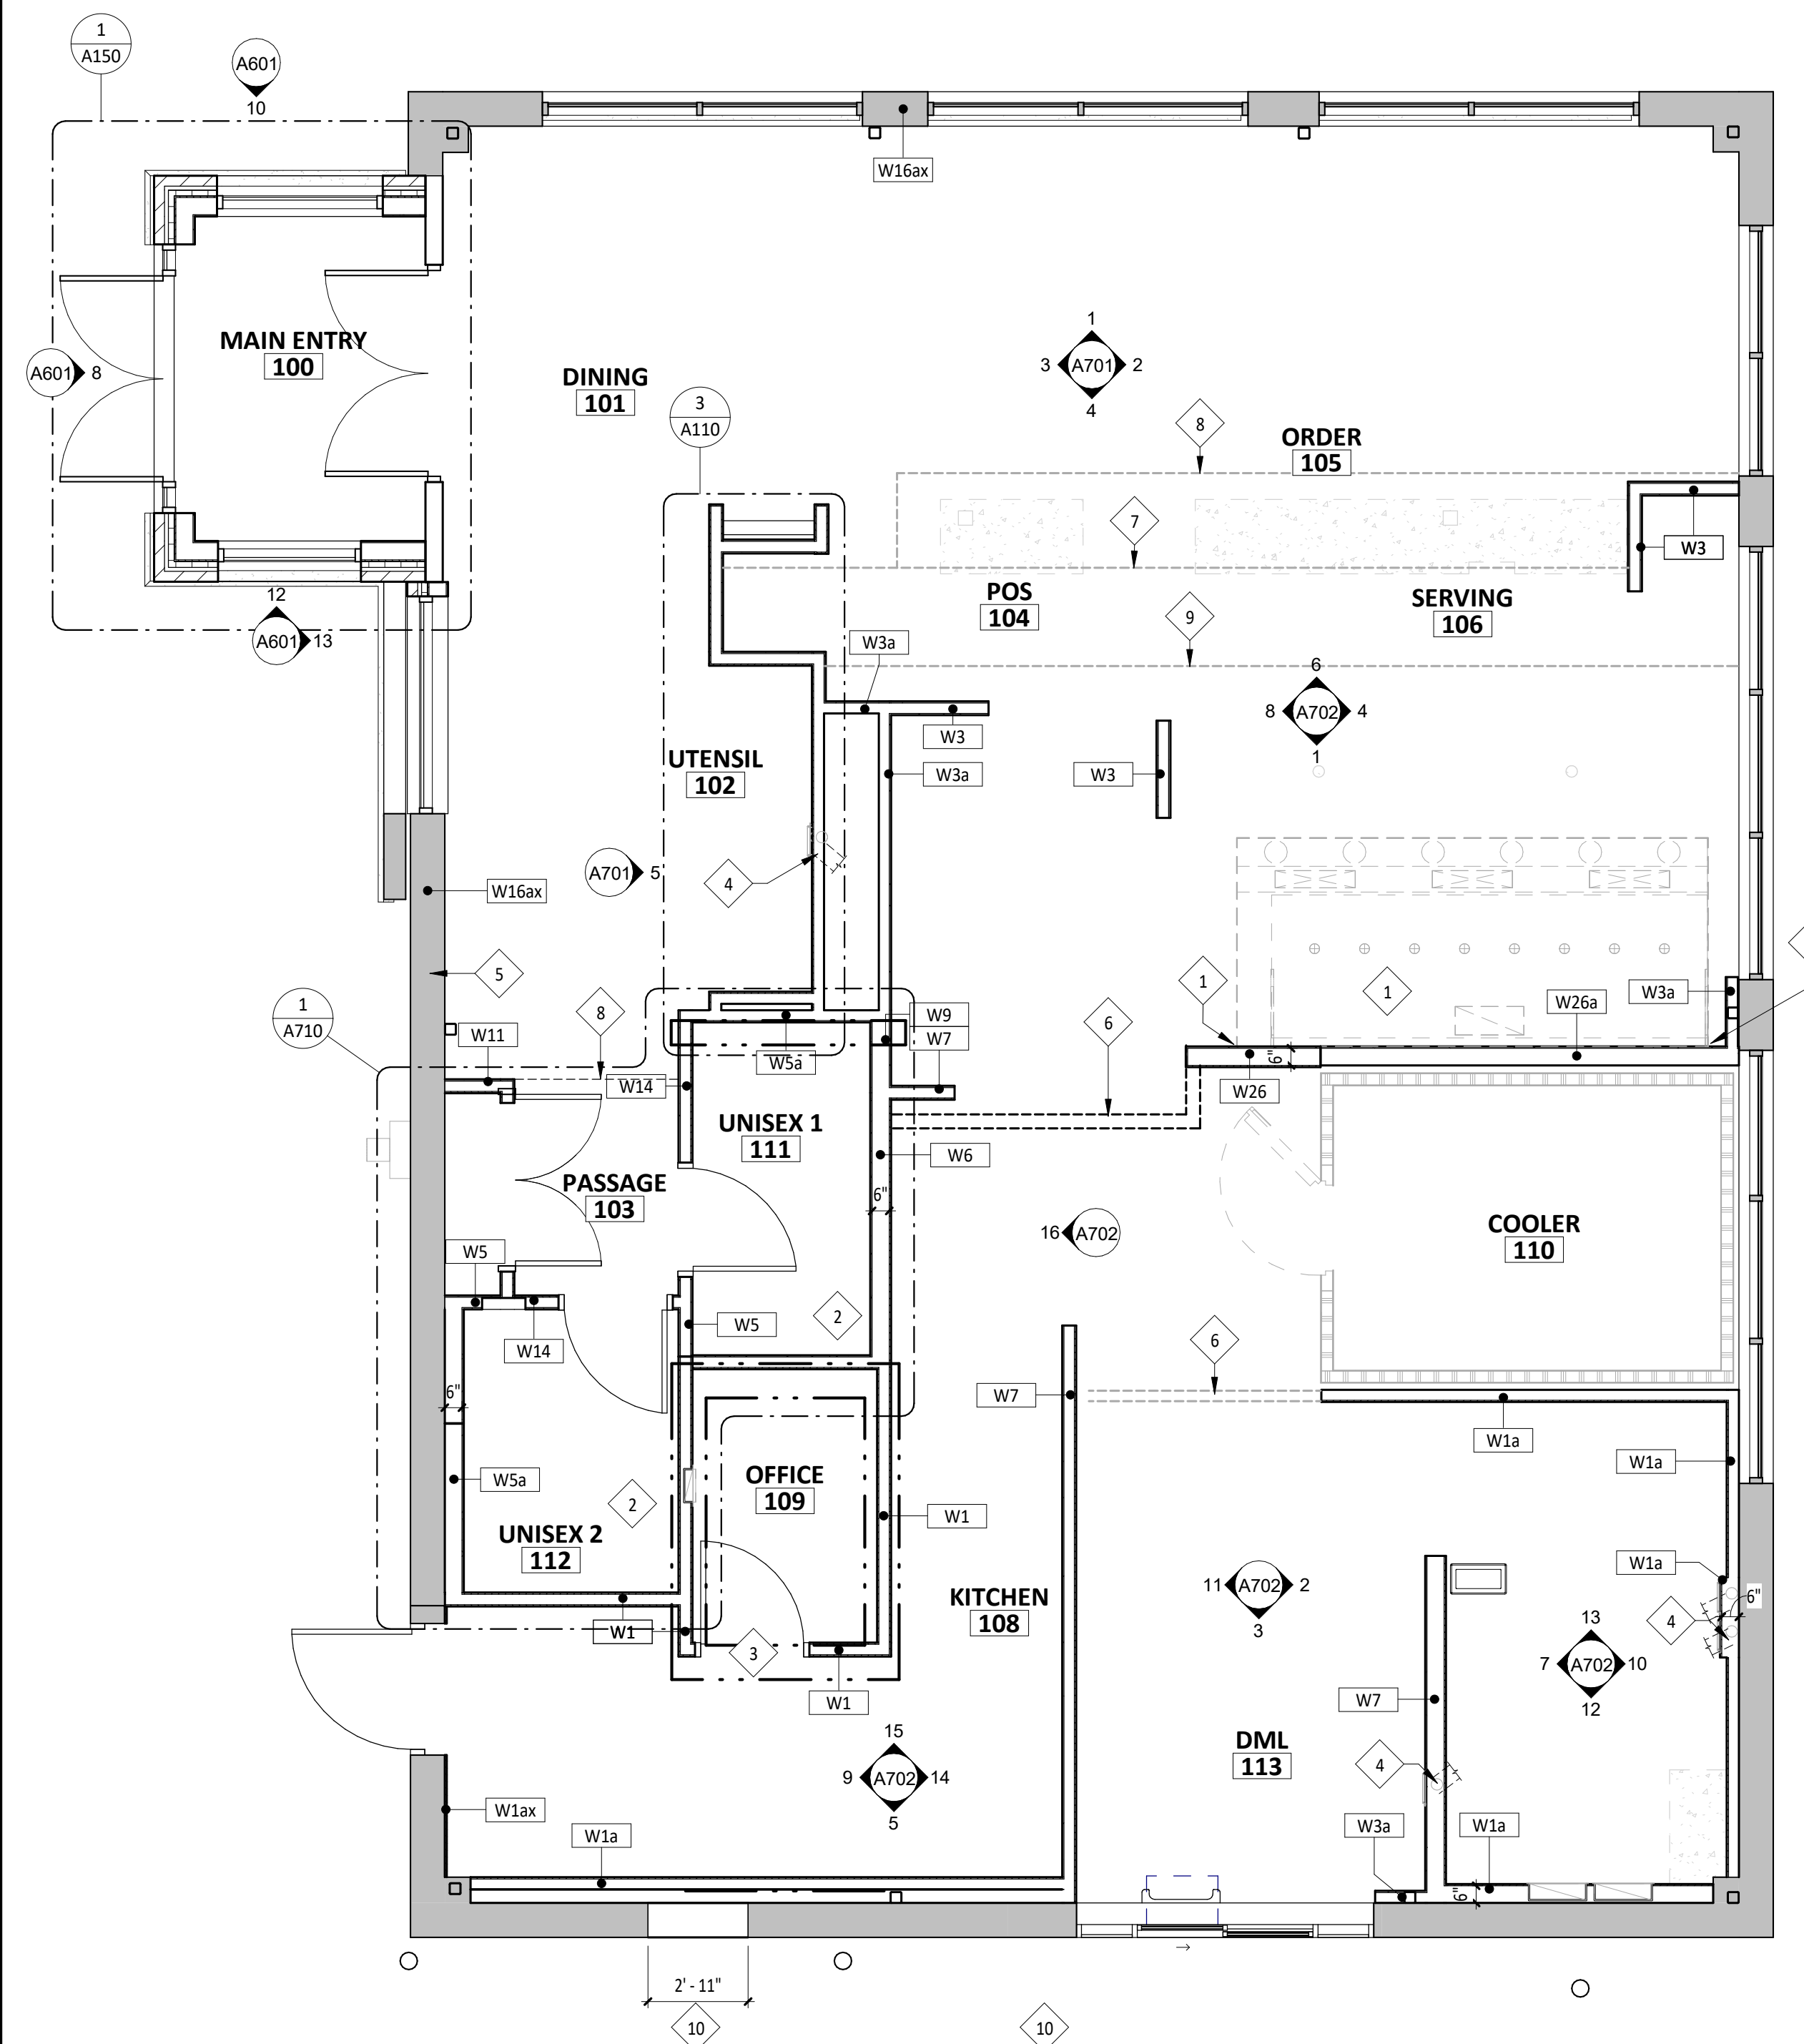 1
A150
A601
10
W16ax
MAIN ENTRY
100
A601
8
DINING
101
1
3
A701
2
4
3
A110
8
ORDER
105
7
W3
POS
104
SERVING
106
12
A601
13
9
W3a
W3
6
8
A702
4
1
UTENSIL
102
W3a
W3
A701
5
4
W16ax
5
1
A710
8
W11
W14
W5a
W9
W7
6
1
1
W26a
W3a
6"
W26
UNISEX 1
111
W6
6"
PASSAGE
103
16
A702
COOLER
110
W5
W14
W5
2
6
6"
W7
W1a
W1a
W5a
2
OFFICE
109
W1
UNISEX 2
112
W1
3
W1
KITCHEN
108
11
A702
2
3
W1a
4
6"
13
7
A702
10
12
W7
DML
113
4
15
9
A702
14
5
W1ax
W1a
W3a
W1a
6"
2' - 11"
10
10